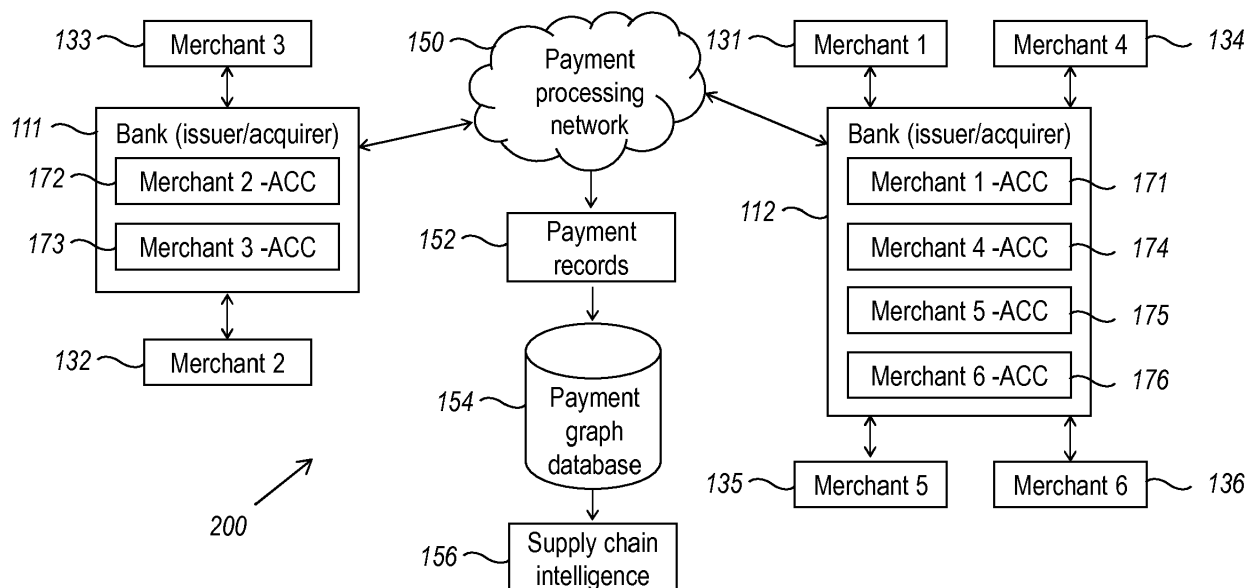 133
Merchant 3
111
Bank (issuer/acquirer)
172
Merchant 2 -ACC
173
Merchant 3 -ACC
132
Merchant 2
200
150
Payment
processing
network
152
Payment
records
154
Payment
graph
database
156
Supply chain
intelligence
131
Merchant 1
Merchant 4
134
Bank (issuer/acquirer)
112
Merchant 1 -ACC
171
Merchant 4 -ACC
174
Merchant 5 -ACC
175
Merchant 6 -ACC
176
135
Merchant 5
Merchant 6
136